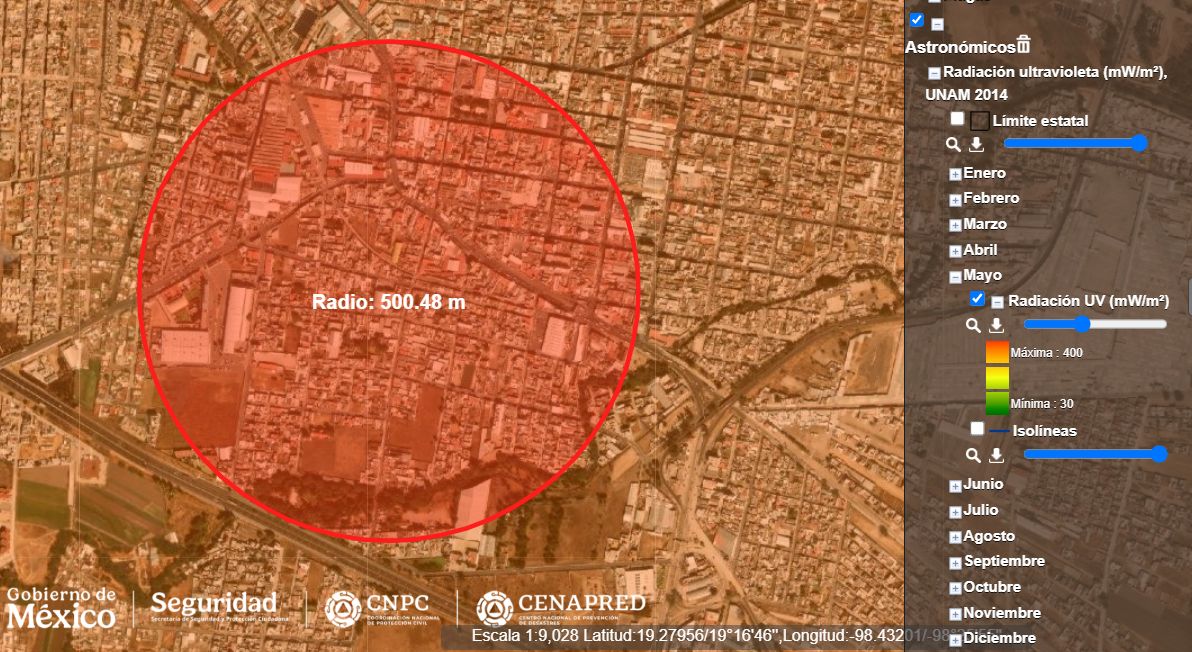 Astronómicos
Radiación ultravioleta (mW/m²),
UNAM 2014
Límite estatal
Enero
Febrero
Marzo
Abril
Mayo
Radiación UV (mW/m²)
Máxima : 400
Mínima : 30
Isolíneas
Junio
Julio
Agosto
Septiembre
Octubre
Noviembre
Diciembre
Radio: 500.48 m
Gobierno de
México
Seguridad
Secretaría de Seguridad y Protección Ciudadana
CNPC
COORDINACIÓN NACIONAL
DE PROTECCIÓN CIVIL
CENAPRED
CENTRO NACIONAL DE PREVENCIÓN
DE DESASTRES
Escala 1:9,028 Latitud:19.27956/19°16'46",Longitud:-98.43201/-98°